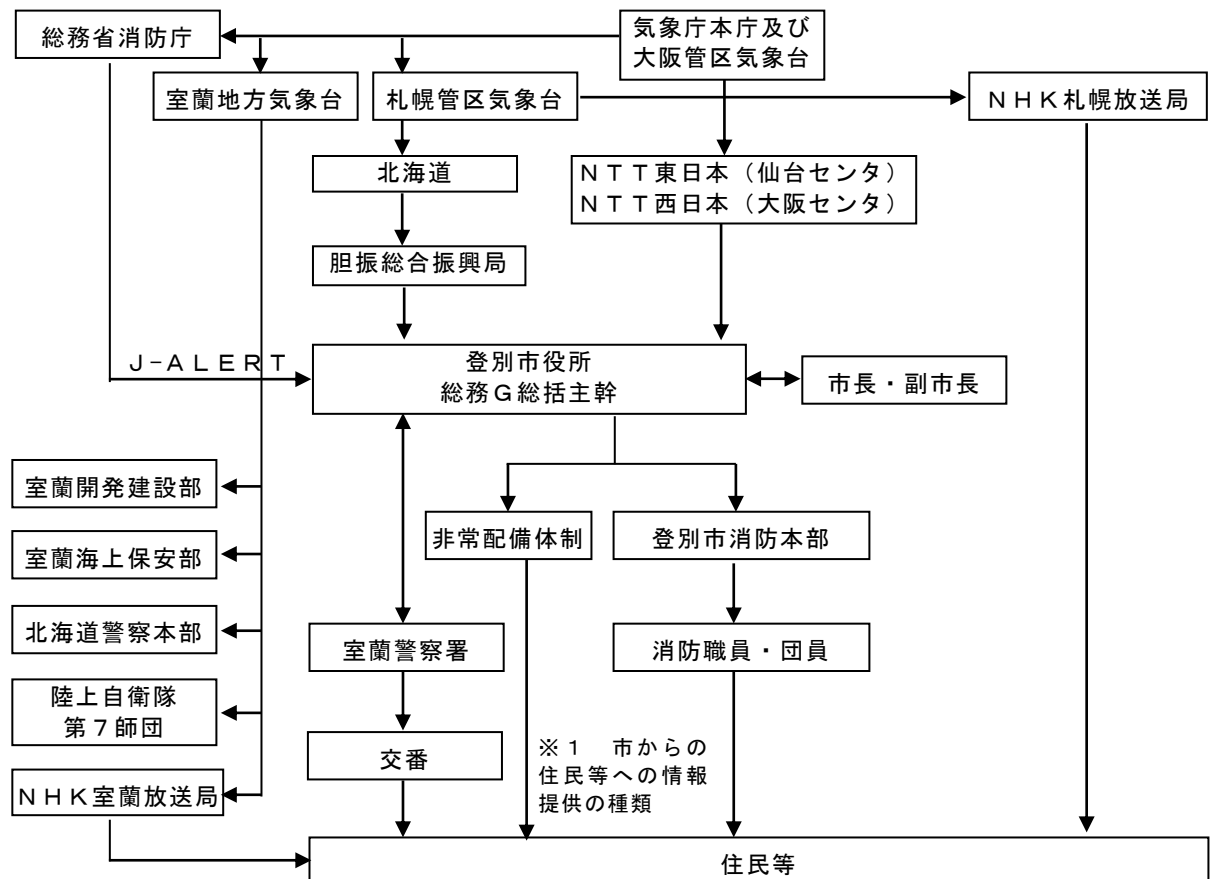 総務省消防庁
気象庁本庁及び
大阪管区気象台
室蘭地方気象台
札幌管区気象台
ＮＨＫ札幌放送局
北海道
ＮＴＴ東日本（仙台センタ）
ＮＴＴ西日本（大阪センタ）
胆振総合振興局
Ｊ-ＡＬＥＲＴ
登別市役所
総務Ｇ総括主幹
市長・副市長
室蘭開発建設部
非常配備体制
登別市消防本部
室蘭海上保安部
北海道警察本部
室蘭警察署
消防職員・団員
陸上自衛隊
第７師団
交番
※１　市からの
住民等への情報
提供の種類
ＮＨＫ室蘭放送局
住民等